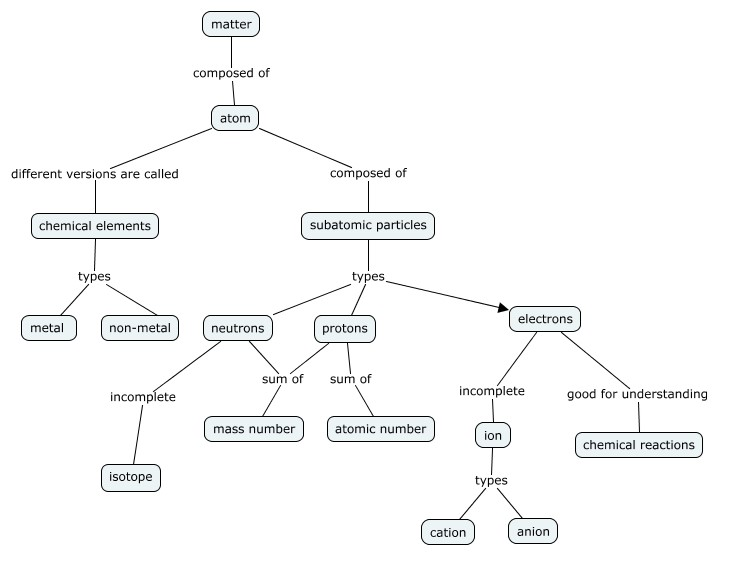 matter
composed of
atom
different versions are called
composed of
chemical elements
subatomic particles
types
types
metal
non-metal
neutrons
protons
electrons
incomplete
sum of
sum of
incomplete
good for understanding
mass number
atomic number
ion
chemical reactions
isotope
types
cation
anion